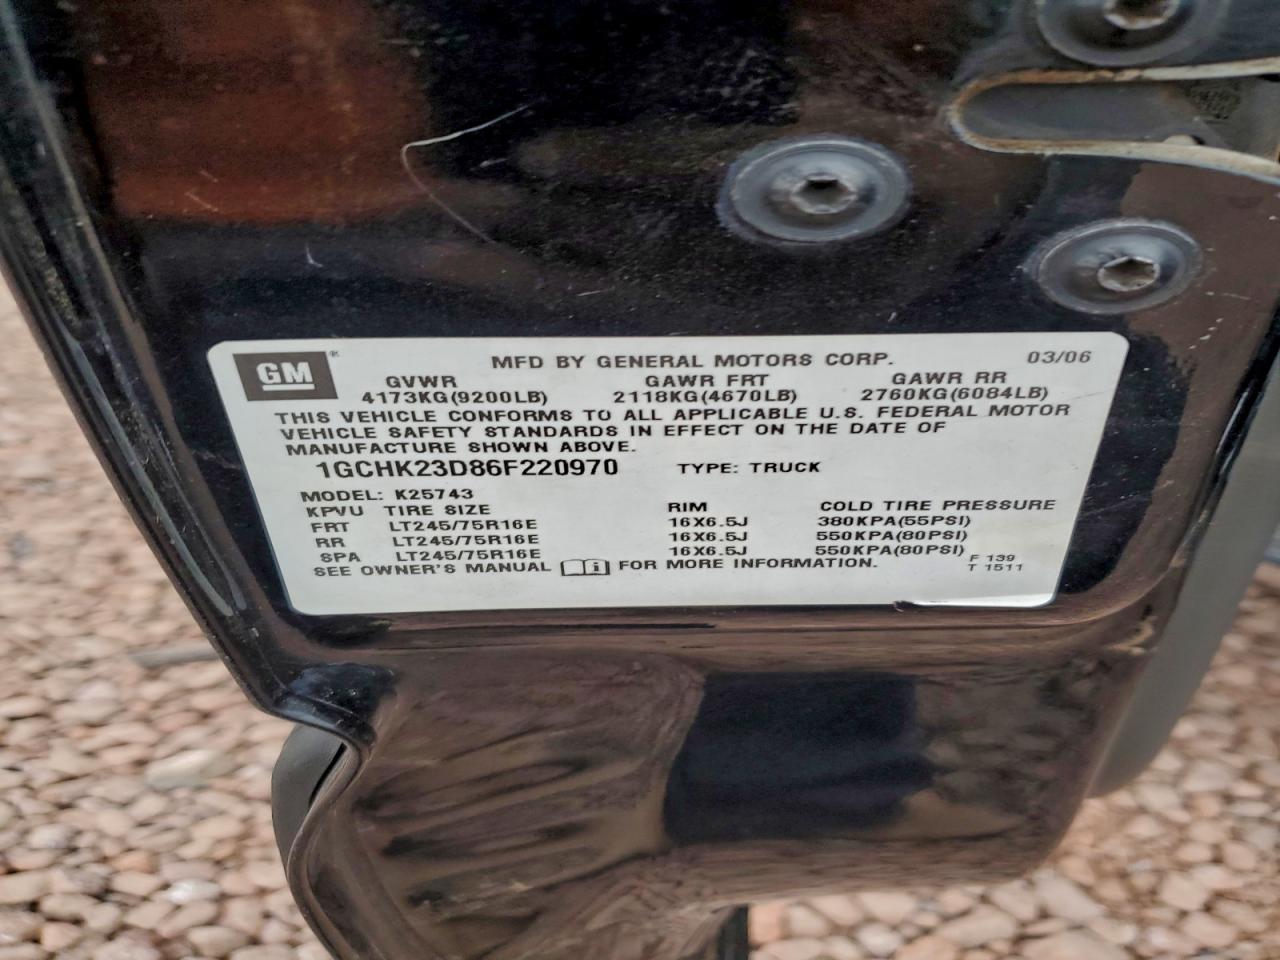 GM®
MFD BY GENERAL MOTORS CORP. 03/06
GVWR GAWR FRT GAWR RR
4173KG(9200LB) 2118KG(4670LB) 2760KG(6084LB)
THIS VEHICLE CONFORMS TO ALL APPLICABLE U.S. FEDERAL MOTOR
VEHICLE SAFETY STANDARDS IN EFFECT ON THE DATE OF
MANUFACTURE SHOWN ABOVE.
1GCHK23D86F220970 TYPE: TRUCK
MODEL: K25743
KPVU TIRE SIZE RIM COLD TIRE PRESSURE
FRT LT245/75R16E 16X6.5J 380KPA(55PSI)
RR LT245/75R16E 16X6.5J 550KPA(80PSI)
SPA LT245/75R16E 16X6.5J 550KPA(80PSI)
SEE OWNER'S MANUAL FOR MORE INFORMATION.
F 139
T 1511